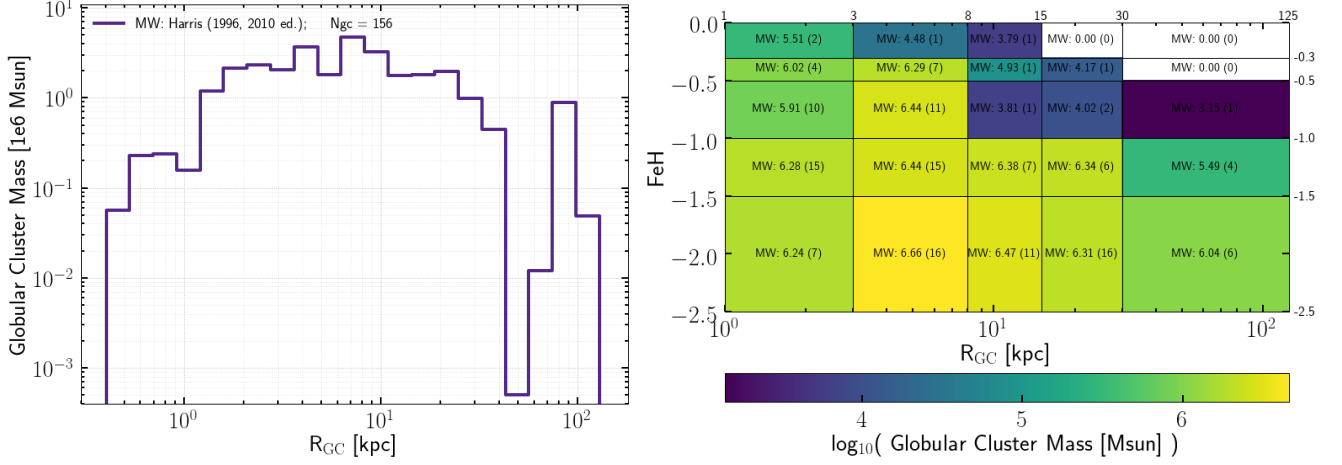 MW: Harris (1996, 2010 ed.); Ngc = 156
Globular Cluster Mass [1e6 Msun]
10^1
10^0
10^-1
10^-2
10^-3
10^0 10^1 10^2
R_GC [kpc]
1 3 8 15 30 125
FeH
0.0
−0.5
−1.0
−1.5
−2.0
−2.5
MW: 5.51 (2) MW: 4.48 (1) MW: 3.79 (1) MW: 0.00 (0) MW: 0.00 (0)
MW: 6.02 (4) MW: 6.29 (7) MW: 4.93 (1) MW: 4.17 (1) MW: 0.00 (0)
MW: 5.91 (10) MW: 6.44 (11) MW: 3.81 (1) MW: 4.02 (2) MW: 3.15 (1)
MW: 6.28 (15) MW: 6.44 (15) MW: 6.38 (7) MW: 6.34 (6) MW: 5.49 (4)
MW: 6.24 (7) MW: 6.66 (16) MW: 6.47 (11) MW: 6.31 (16) MW: 6.04 (6)
-0.3
-0.5
-1.0
-1.5
-2.5
10^0 10^1 10^2
R_GC [kpc]
4 5 6
log_10( Globular Cluster Mass [Msun] )